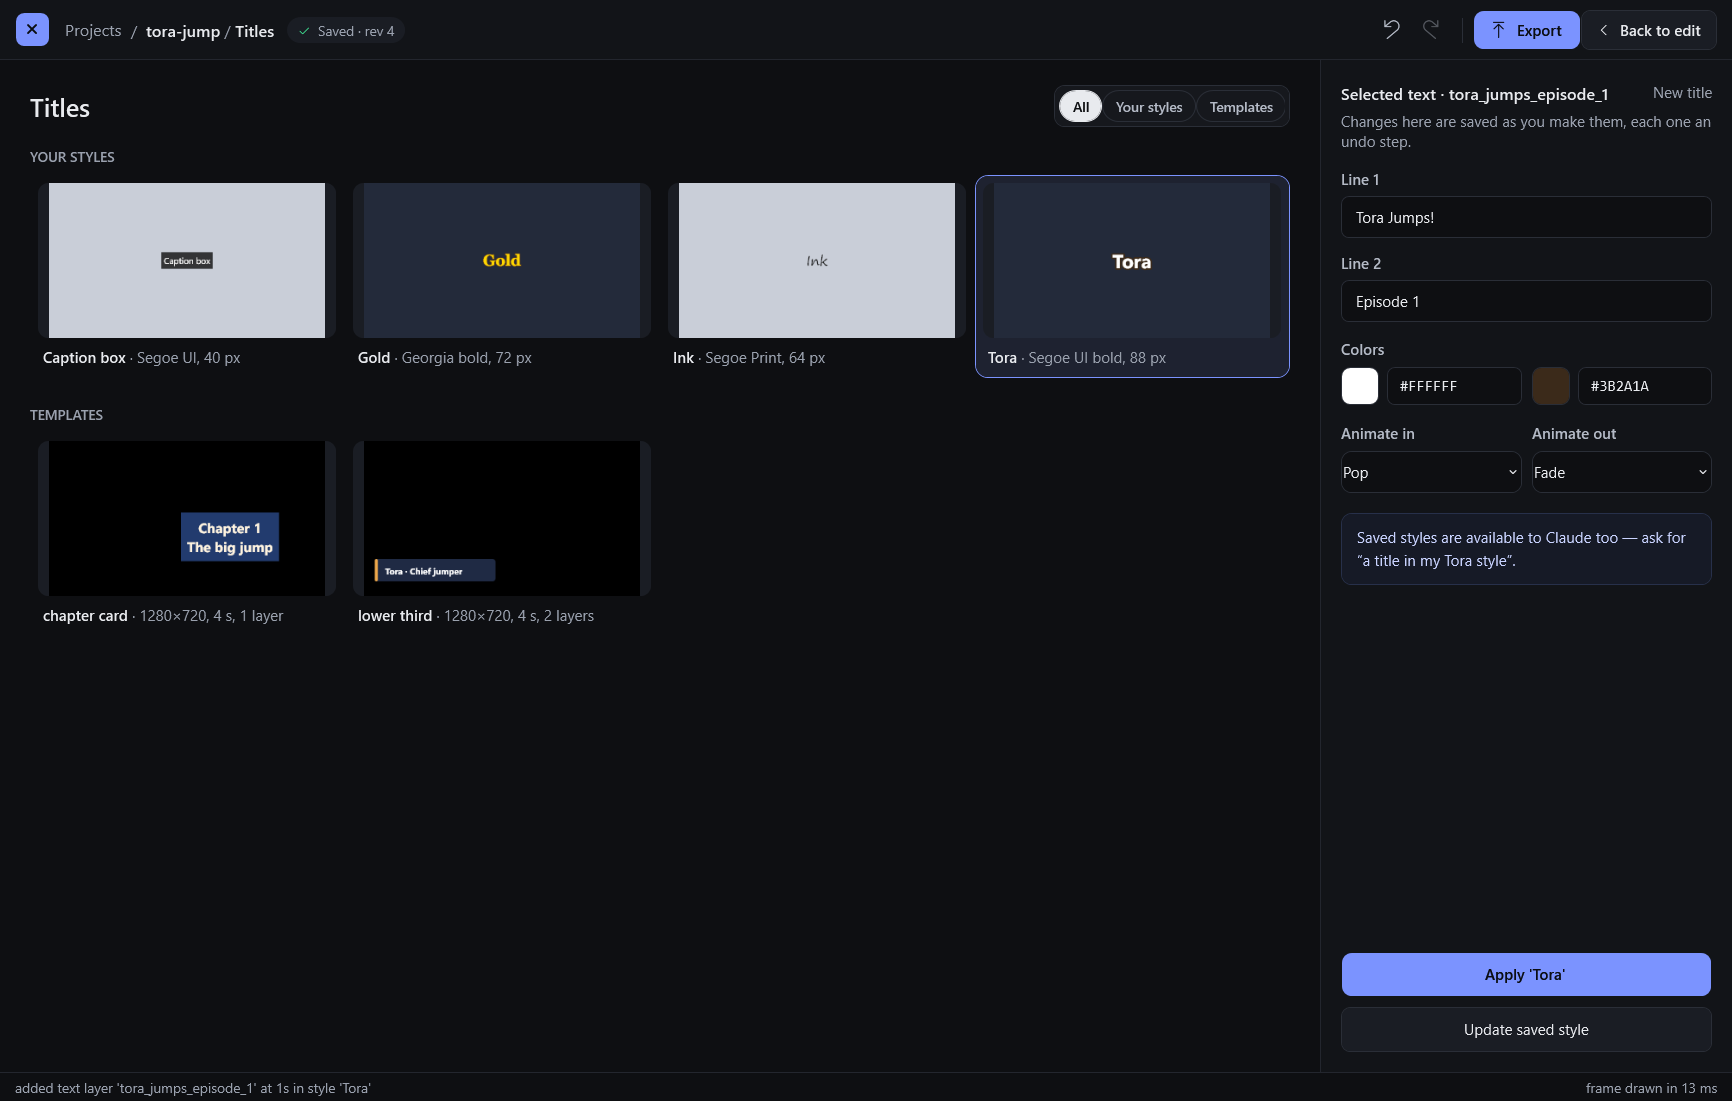 Projects / tora-jump / Titles
Saved · rev 4
Export
Back to edit
Titles
All
Your styles
Templates
YOUR STYLES
Caption box
Gold
Ink
Tora
Caption box · Segoe UI, 40 px
Gold · Georgia bold, 72 px
Ink · Segoe Print, 64 px
Tora · Segoe UI bold, 88 px
TEMPLATES
Chapter 1
The big jump
Tora · Chief jumper
chapter card · 1280×720, 4 s, 1 layer
lower third · 1280×720, 4 s, 2 layers
Selected text · tora_jumps_episode_1
New title
Changes here are saved as you make them, each one an
undo step.
Line 1
Tora Jumps!
Line 2
Episode 1
Colors
#FFFFFF
#3B2A1A
Animate in
Animate out
Pop
Fade
Saved styles are available to Claude too — ask for
“a title in my Tora style”.
Apply 'Tora'
Update saved style
added text layer 'tora_jumps_episode_1' at 1s in style 'Tora'
frame drawn in 13 ms